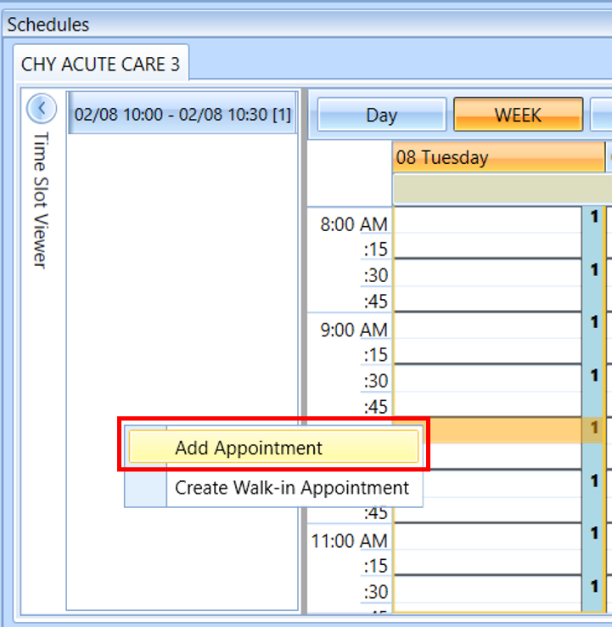 Schedules
CHY ACUTE CARE 3
Time Slot Viewer
02/08 10:00 - 02/08 10:30 [1]
Day
WEEK
08 Tuesday
8:00 AM
1
:15
:30
1
:45
9:00 AM
1
:15
:30
1
:45
1
Add Appointment
Create Walk-in Appointment
1
:45
11:00 AM
1
:15
:30
1